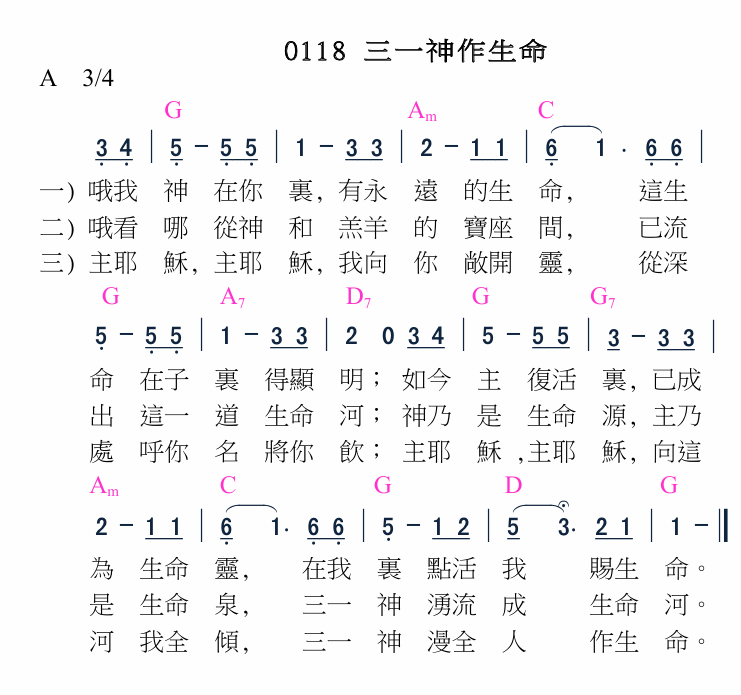 0118 三一神作生命
A 3/4
G Am C
3 4 | 5 - 5 5 | 1 - 3 3 | 2 - 1 1 | 6 1 . 6 6 |
一) 哦我 神 在你 裏, 有永 遠 的生 命, 這生
二) 哦看 哪 從神 和 羔羊 的 寶座 間, 已流
三) 主耶 穌, 主耶 穌, 我向 你 敞開 靈, 從深
G A7 D7 G G7
5 - 5 5 | 1 - 3 3 | 2 0 3 4 | 5 - 5 5 | 3 - 3 3 |
命 在子 裏 得顯 明; 如今 主 復活 裏, 已成
出 這一 道 生命 河; 神乃 是 生命 源, 主乃
處 呼你 名 將你 飲; 主耶 穌 ,主耶 穌, 向這
Am C G D G
2 - 1 1 | 6 1. 6 6 | 5 - 1 2 | 5 3. 2 1 | 1 - ‖
為 生命 靈, 在我 裏 點活 我 賜生 命。
是 生命 泉, 三一 神 湧流 成 生命 河。
河 我全 傾, 三一 神 漫全 人 作生 命。